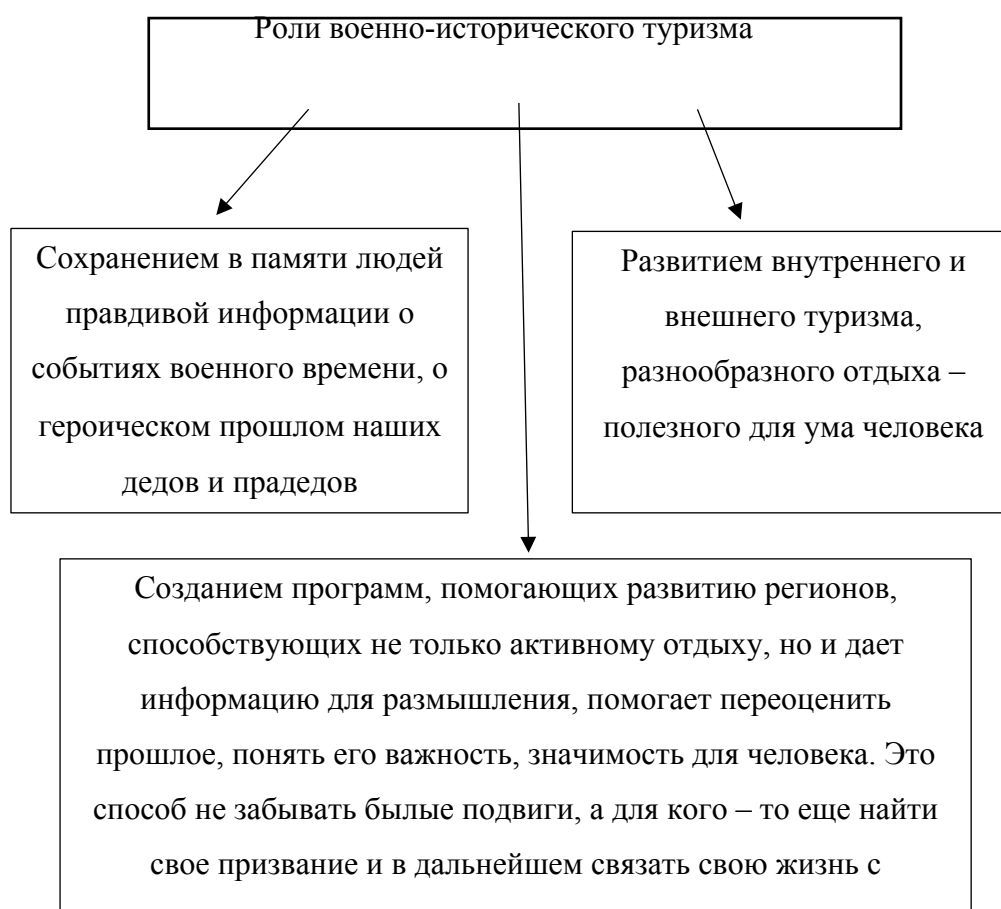 Роли военно-исторического туризма
Сохранением в памяти людей
правдивой информации о
событиях военного времени, о
героическом прошлом наших
дедов и прадедов
Развитием внутреннего и
внешнего туризма,
разнообразного отдыха –
полезного для ума человека
Созданием программ, помогающих развитию регионов,
способствующих не только активному отдыху, но и дает
информацию для размышления, помогает переоценить
прошлое, понять его важность, значимость для человека. Это
способ не забывать былые подвиги, а для кого – то еще найти
свое призвание и в дальнейшем связать свою жизнь с